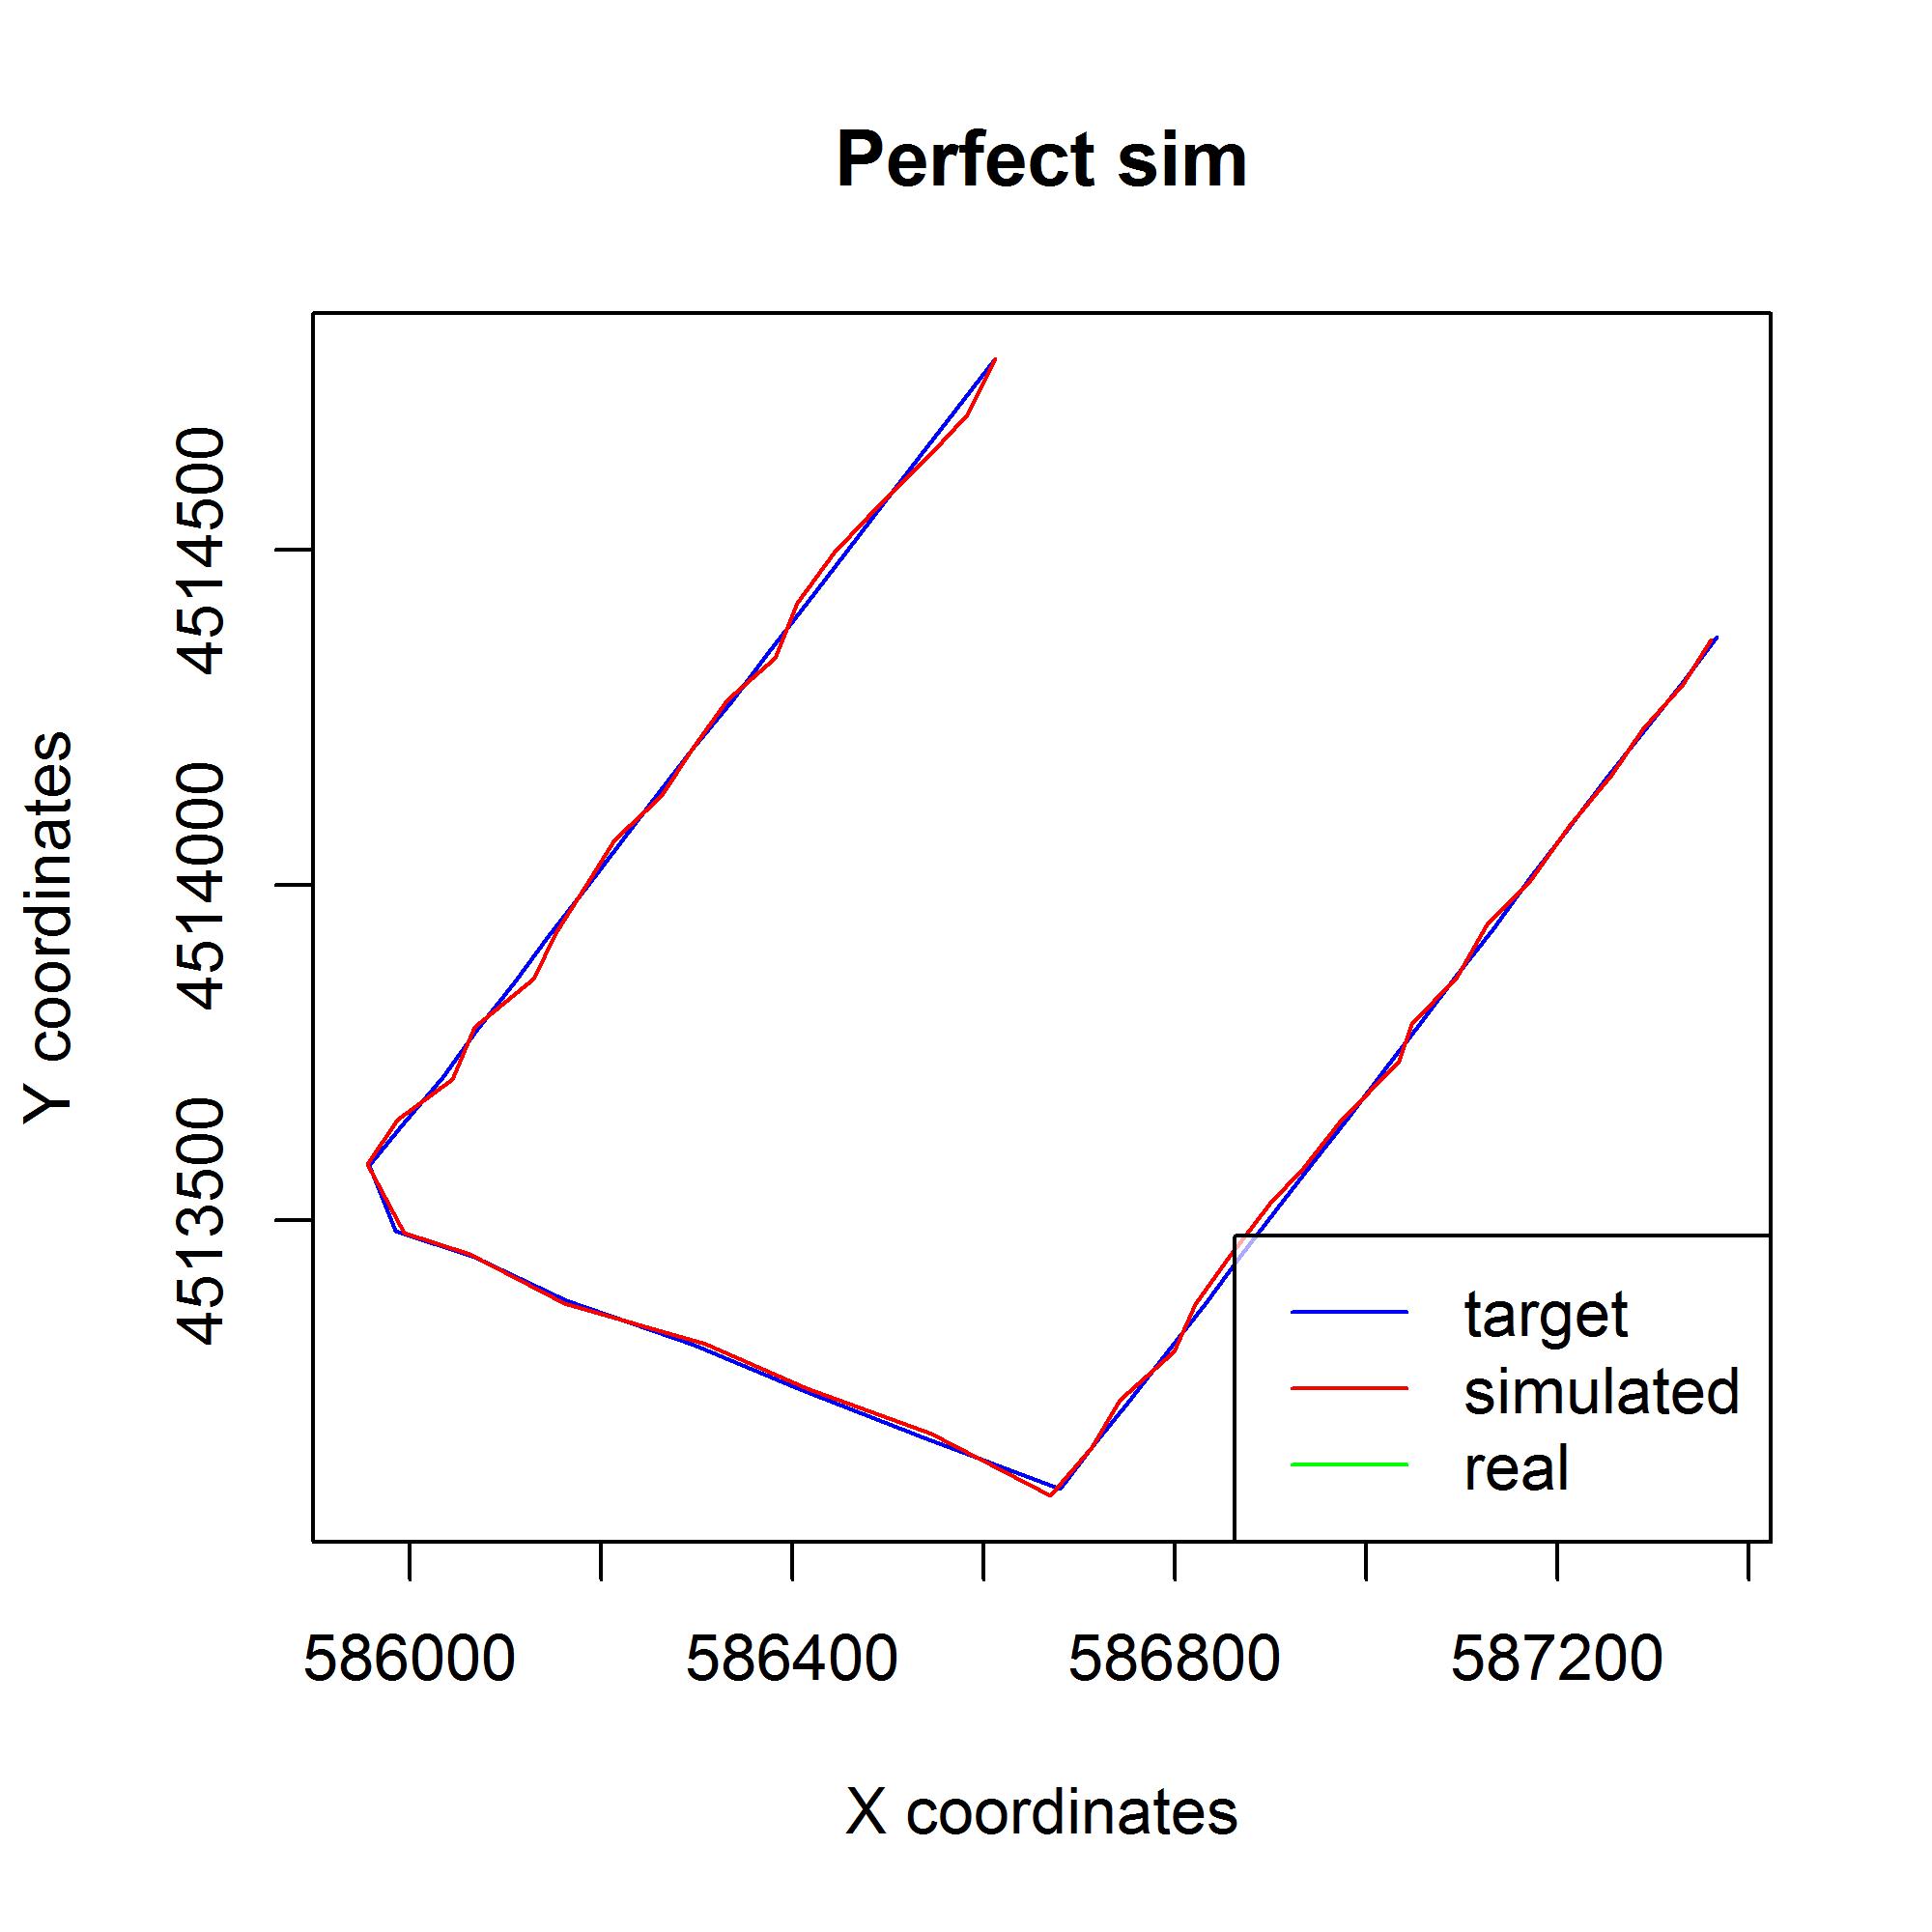 Perfect sim
Y coordinates
4514500
4514000
4513500
target
simulated
real
586000 586400 586800 587200
X coordinates